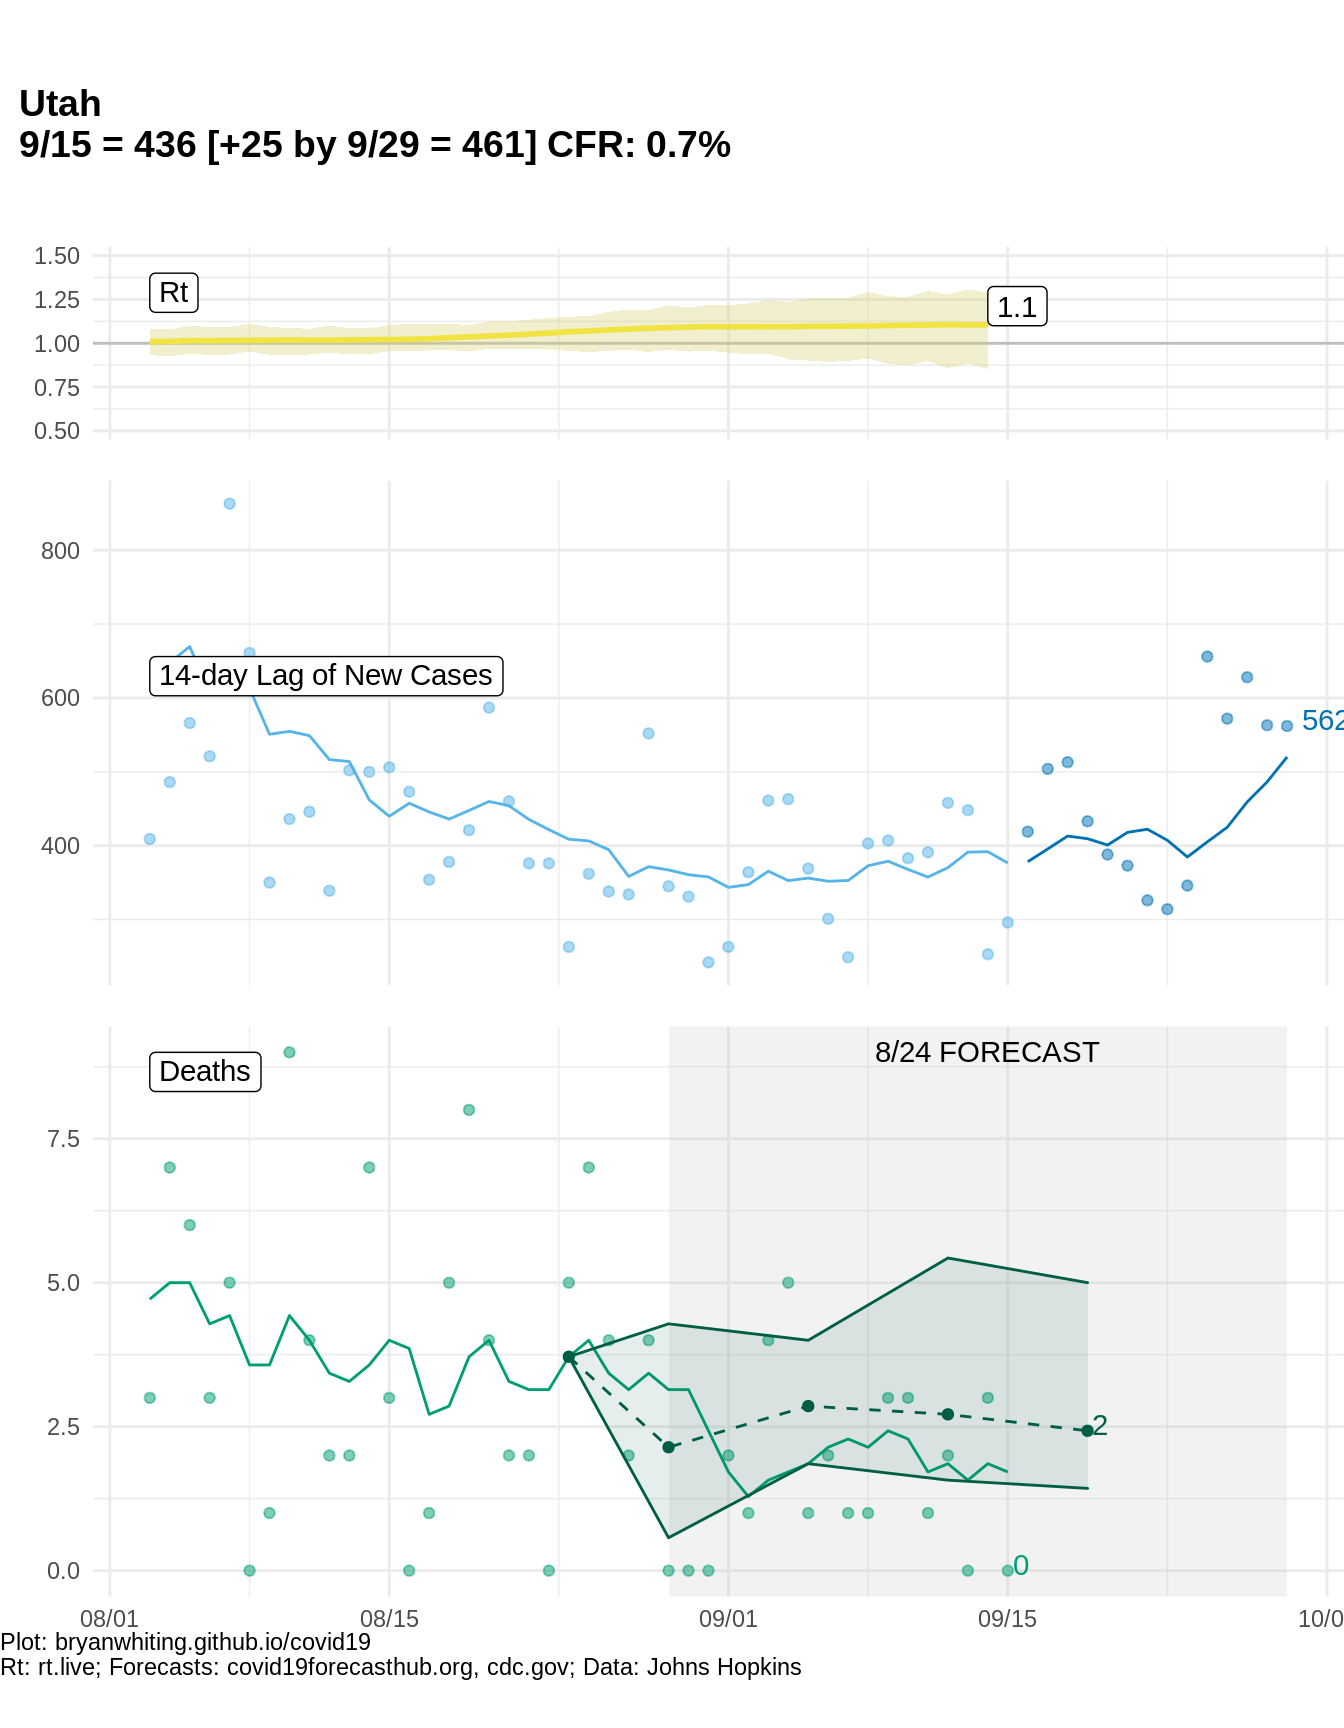 Utah
9/15 = 436 [+25 by 9/29 = 461] CFR: 0.7%
1.50
1.25
1.00
0.75
0.50
Rt
1.1
800
600
400
14-day Lag of New Cases
562
Deaths
8/24 FORECAST
7.5
5.0
2.5
0.0
2
0
08/01
08/15
09/01
09/15
10/0
Plot: bryanwhiting.github.io/covid19
Rt: rt.live; Forecasts: covid19forecasthub.org, cdc.gov; Data: Johns Hopkins